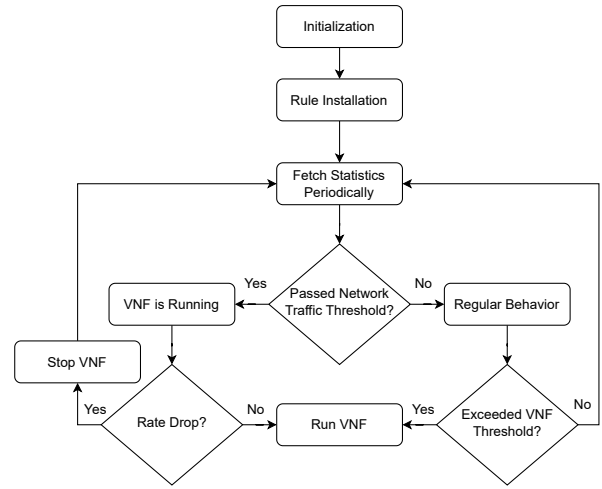 Initialization
Rule Installation
Fetch Statistics
Periodically
Yes
Passed Network
Traffic Threshold?
No
VNF is Running
Regular Behavior
Stop VNF
Yes
Rate Drop?
No
Run VNF
Yes
Exceeded VNF
Threshold?
No